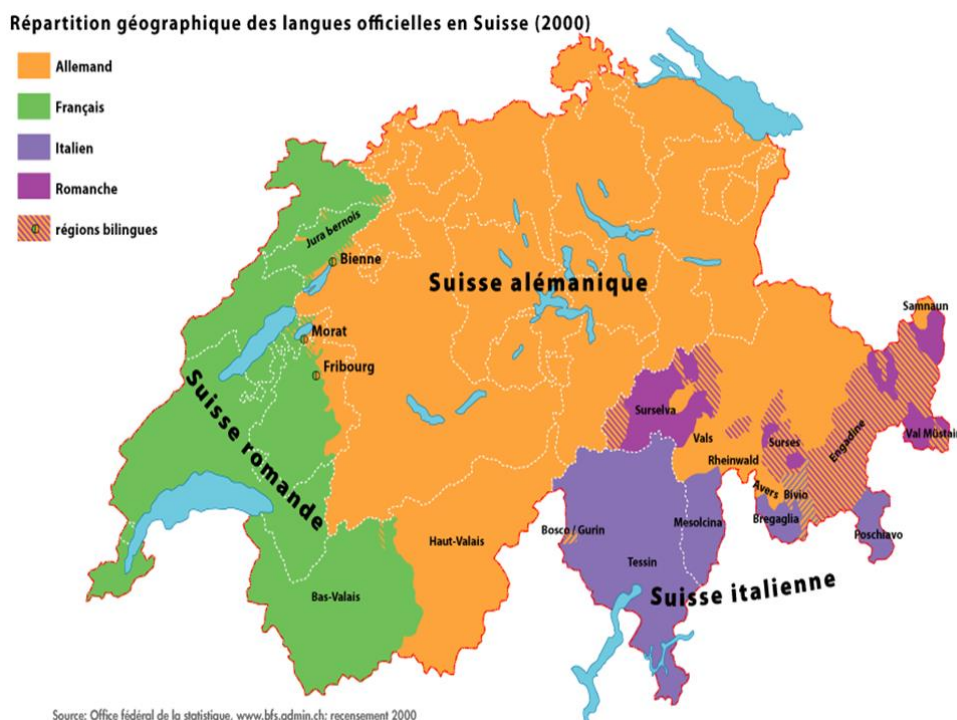 Répartition géographique des langues officielles en Suisse (2000)
Allemand
Français
Italien
Romanche
régions bilingues
Jura bernois
Bienne
Suisse alémanique
Samnaun
Morat
Fribourg
Suisse romande
Surselva
Val Müstair
Vals
Surses
Engadine
Rheinwald
Avers
Bivio
Bosco / Gurin
Mesolcina
Bregaglia
Poschiavo
Haut-Valais
Tessin
Bas-Valais
Suisse italienne
Source: Office fédéral de la statistique, www.bfs.admin.ch; recensement 2000